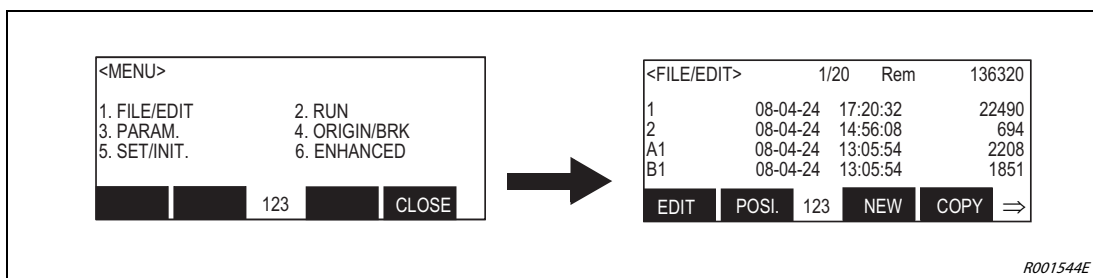 <MENU>
1. FILE/EDIT 2. RUN
3. PARAM. 4. ORIGIN/BRK
5. SET/INIT. 6. ENHANCED
123 CLOSE
<FILE/EDIT> 1/20 Rem 136320
1 08-04-24 17:20:32 22490
2 08-04-24 14:56:08 694
A1 08-04-24 13:05:54 2208
B1 08-04-24 13:05:54 1851
EDIT POSI. 123 NEW COPY ⇒
R001544E